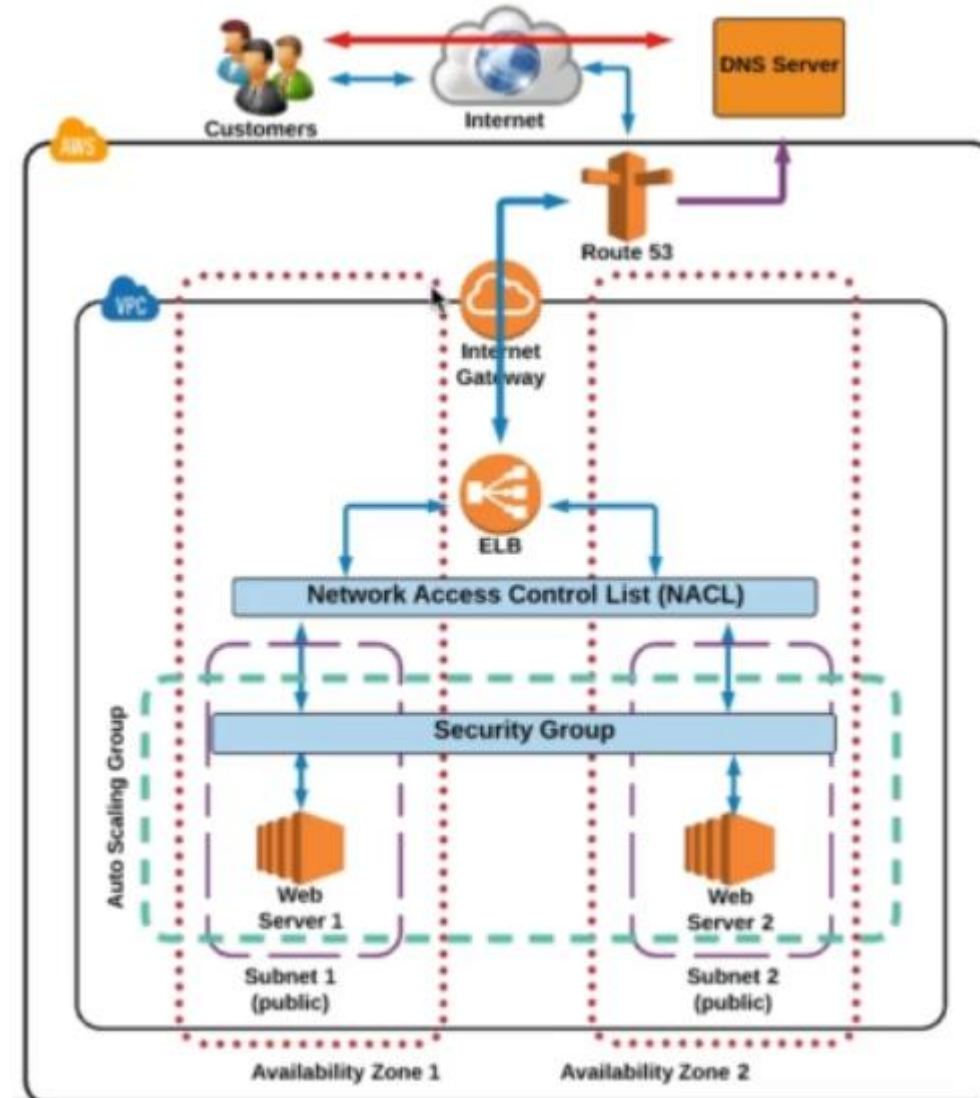 DNS Server
Internet
Customers
AWS
Route 53
VPC
Internet
Gateway
ELB
Network Access Control List (NACL)
Security Group
Auto Scaling Group
Web
Server 1
Web
Server 2
Subnet 1
(public)
Subnet 2
(public)
Availability Zone 1
Availability Zone 2